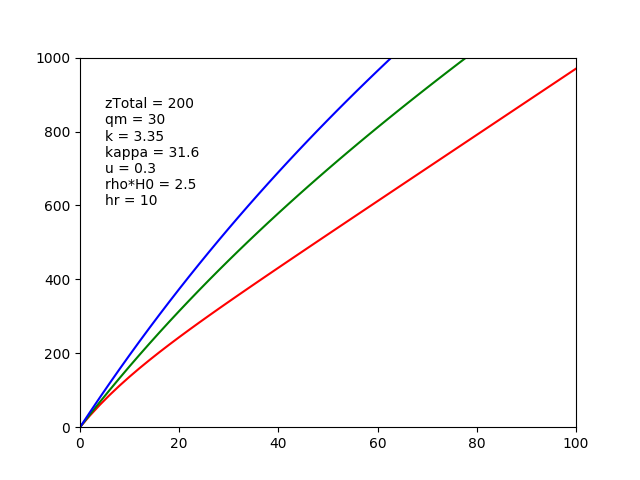 1000
800
600
400
200
0
zTotal = 200
qm = 30
k = 3.35
kappa = 31.6
u = 0.3
rho*H0 = 2.5
hr = 10
0 20 40 60 80 100